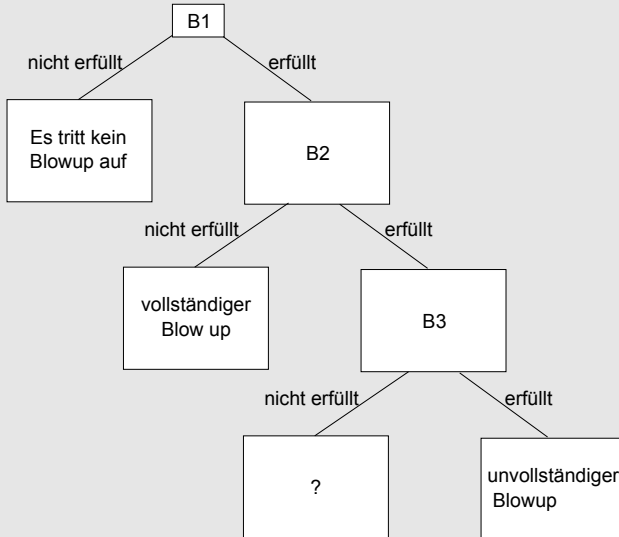 B1
nicht erfüllt
erfüllt
Es tritt kein
Blowup auf
B2
nicht erfüllt
erfüllt
vollständiger
Blow up
B3
nicht erfüllt
erfüllt
?
unvollständiger
Blowup